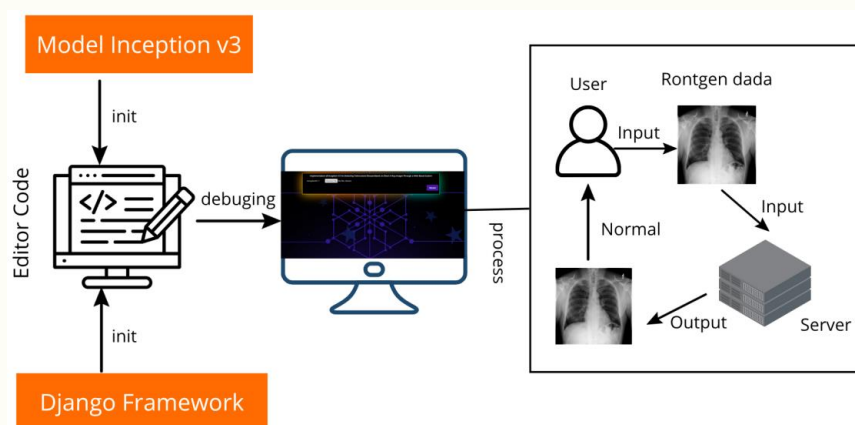 Model Inception v3
init
Editor Code
</>
debuging
init
Django Framework
process
User
Rontgen dada
Input
Input
Normal
Output
Server